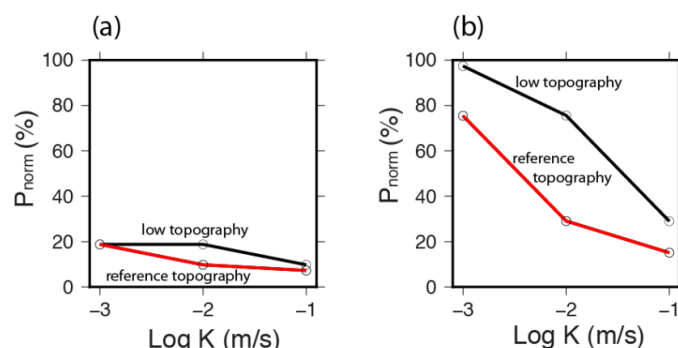 (a)
100
80
60
40
20
0
P_norm (%)
low topography
reference topography
−3
−2
−1
Log K (m/s)
(b)
100
80
60
40
20
0
P_norm (%)
low topography
reference
topography
−3
−2
−1
Log K (m/s)